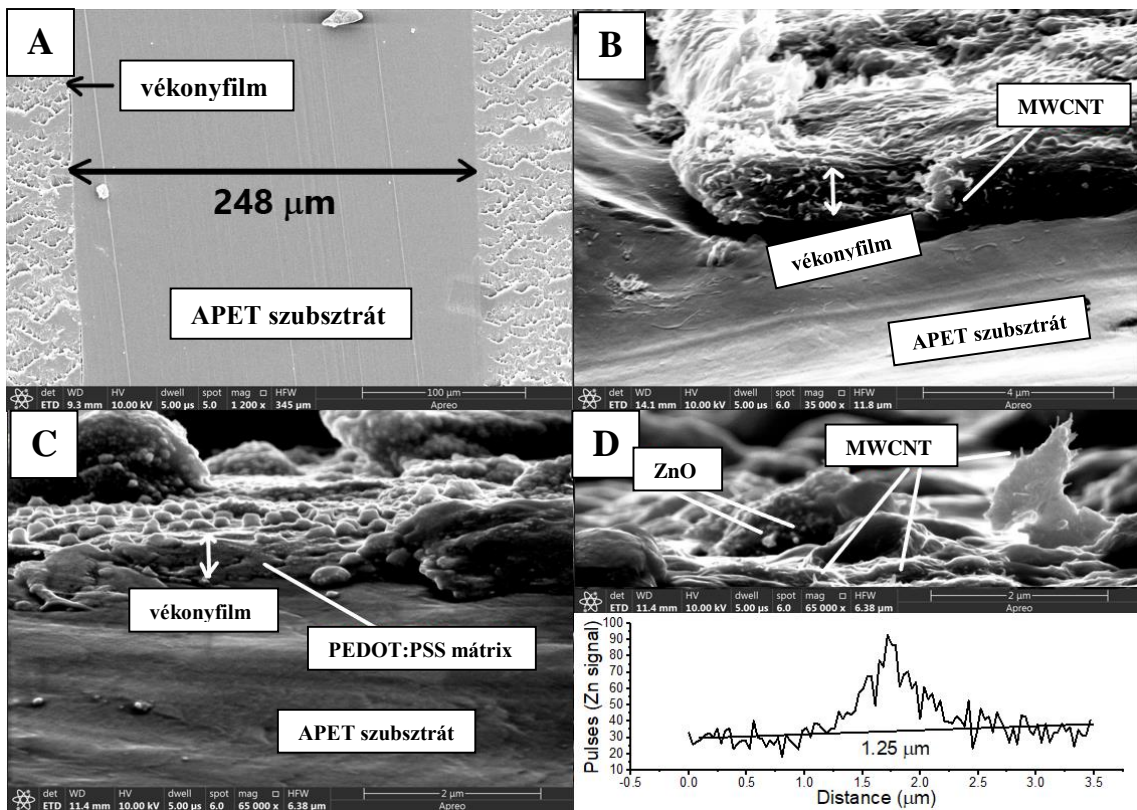 A
vékonyfilm
248 μm
APET szubsztrát
det WD HV dwell spot mag □ HFW 100 μm
ETD 9.3 mm 10.00 kV 5.00 μs 5.0 1 200 x 345 μm Apreo
B
MWCNT
vékonyfilm
APET szubsztrát
det WD HV dwell spot mag □ HFW 4 μm
ETD 14.1 mm 10.00 kV 5.00 μs 6.0 35 000 x 11.8 μm Apreo
C
vékonyfilm
PEDOT:PSS mátrix
APET szubsztrát
det WD HV dwell spot mag □ HFW 2 μm
ETD 11.4 mm 10.00 kV 5.00 μs 6.0 65 000 x 6.38 μm Apreo
D
MWCNT
ZnO
det WD HV dwell spot mag □ HFW 2 μm
ETD 11.4 mm 10.00 kV 5.00 μs 6.0 65 000 x 6.38 μm Apreo
Pulses (Zn signal)
100
90
80
70
60
50
40
30
20
10
1.25 μm
-0.5 0.0 0.5 1.0 1.5 2.0 2.5 3.0 3.5
Distance (μm)